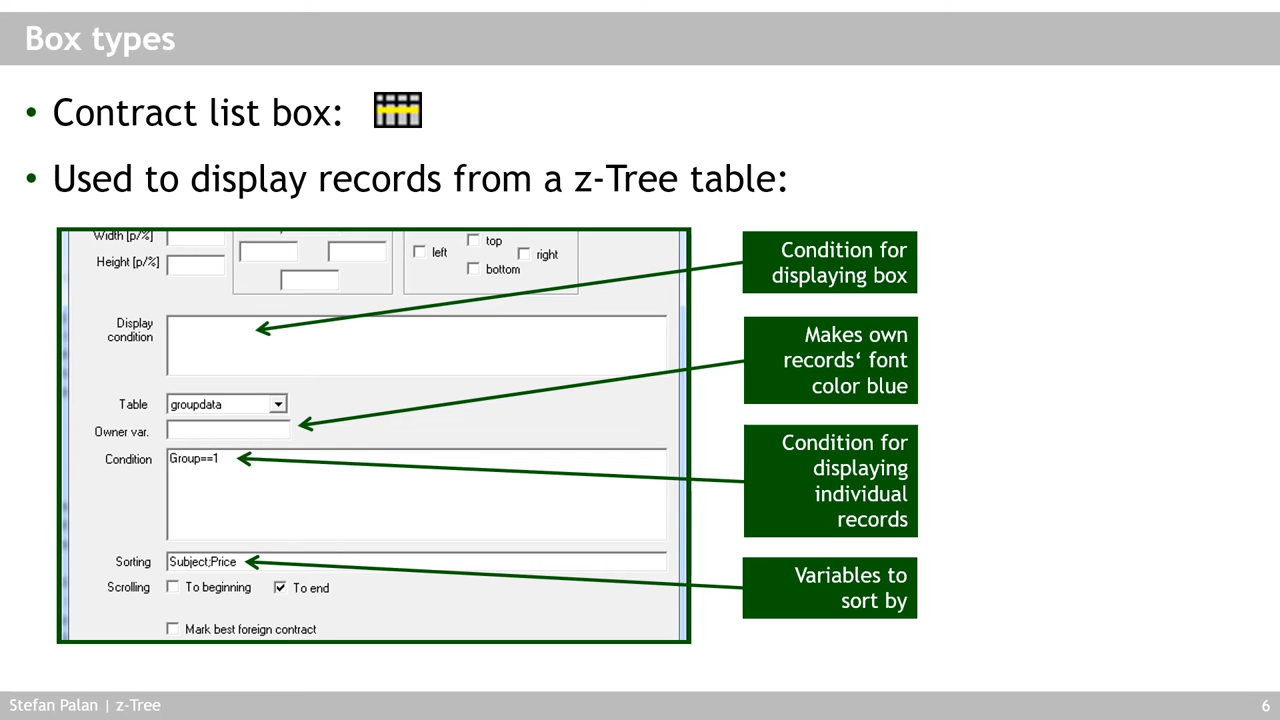 Box types
• Contract list box:
• Used to display records from a z-Tree table:
Width [p/%]
Height [p/%]
left
top
right
bottom
Display
condition
Table
groupdata
Owner var.
Condition
Group==1
Sorting
Subject;Price
Scrolling
To beginning
To end
Mark best foreign contract
Condition for
displaying box
Makes own
records‘ font
color blue
Condition for
displaying
individual
records
Variables to
sort by
Stefan Palan | z-Tree
6